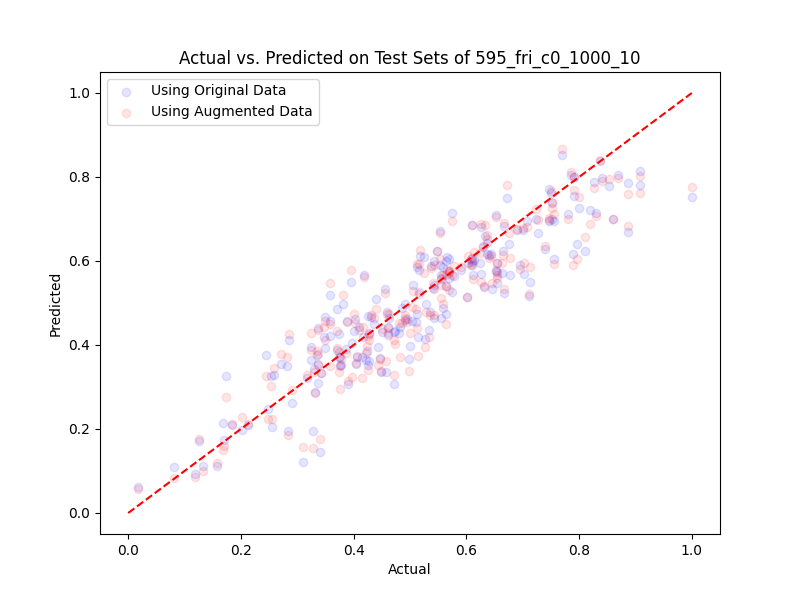 Actual vs. Predicted on Test Sets of 595_fri_c0_1000_10
Using Original Data
Using Augmented Data
1.0
0.8
0.6
0.4
0.2
0.0
Predicted
0.0 0.2 0.4 0.6 0.8 1.0
Actual